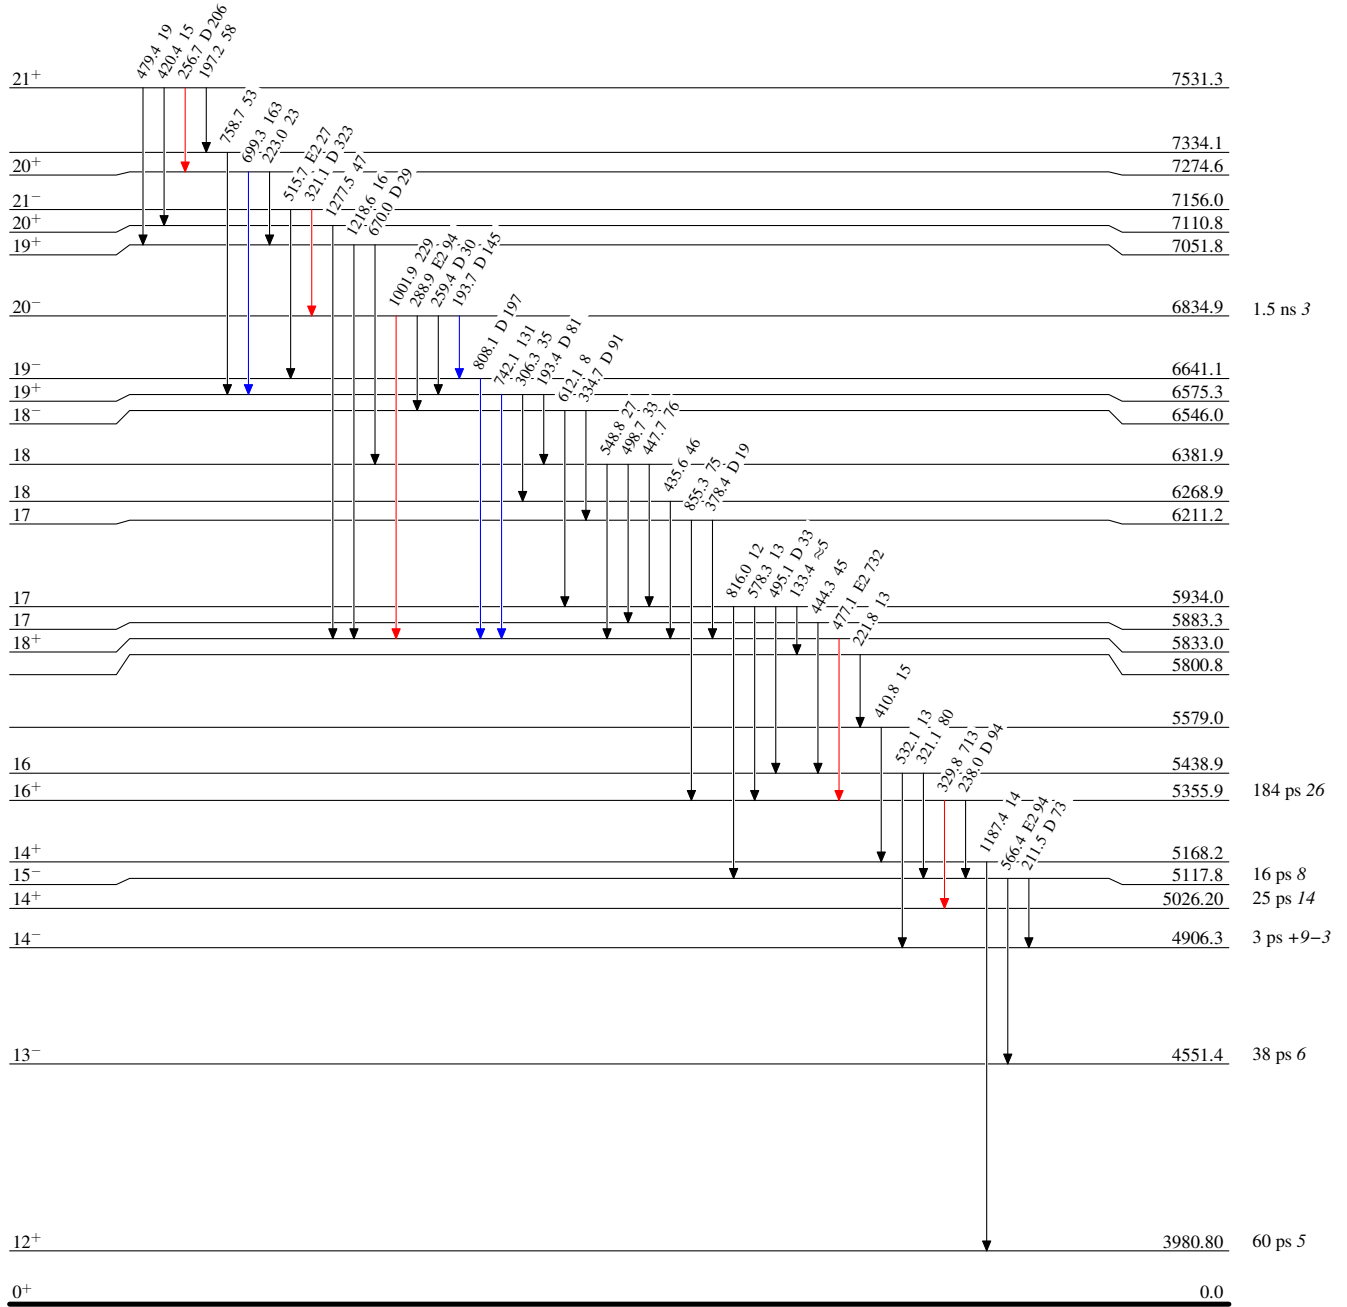 479.4 19
420.4 15
256.7 D 206
197.2 58
21+ 7531.3
758.7 53
7334.1
699.3 163
223.0 23
20+ 7274.6
515.7 E2 27
321.1 D 323
21− 7156.0
1277.5 47
20+ 7110.8
1218.6 16
670.0 D 29
19+ 7051.8
1001.9 229
288.9 E2 94
259.4 D 30
193.7 D 145
20− 6834.9 1.5 ns 3
808.1 D 197
19− 6641.1
742.1 131
306.3 35
193.4 D 81
19+ 6575.3
612.1 8
334.7 D 91
18− 6546.0
548.8 27
498.7 33
447.7 76
18 6381.9
435.6 46
18 6268.9
855.3 75
378.4 D 19
17 6211.2
816.0 12
578.3 13
495.1 D 33
133.4 ≈5
17 5934.0
444.3 45
17 5883.3
477.1 E2 732
18+ 5833.0
221.8 13
5800.8
410.8 15
5579.0
532.1 13
321.1 80
16 5438.9
329.8 713
238.0 D 94
16+ 5355.9 184 ps 26
1187.4 14
14+ 5168.2
566.4 E2 94
211.5 D 73
15− 5117.8 16 ps 8
14+ 5026.20 25 ps 14
14− 4906.3 3 ps +9−3
13− 4551.4 38 ps 6
12+ 3980.80 60 ps 5
0+ 0.0